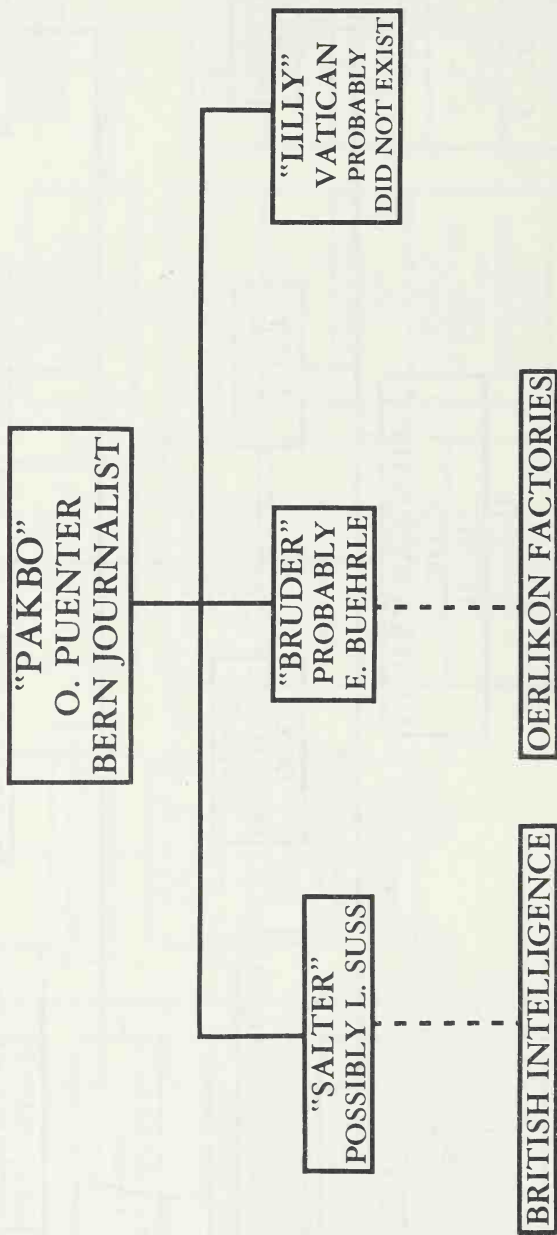 "PAKBO"
O. PUENTER
BERN JOURNALIST
"SALTER"
POSSIBLY L. SUSS
"BRUDER"
PROBABLY
E. BUEHRLE
"LILLY"
VATICAN
PROBABLY
DID NOT EXIST
BRITISH INTELLIGENCE
OERLIKON FACTORIES